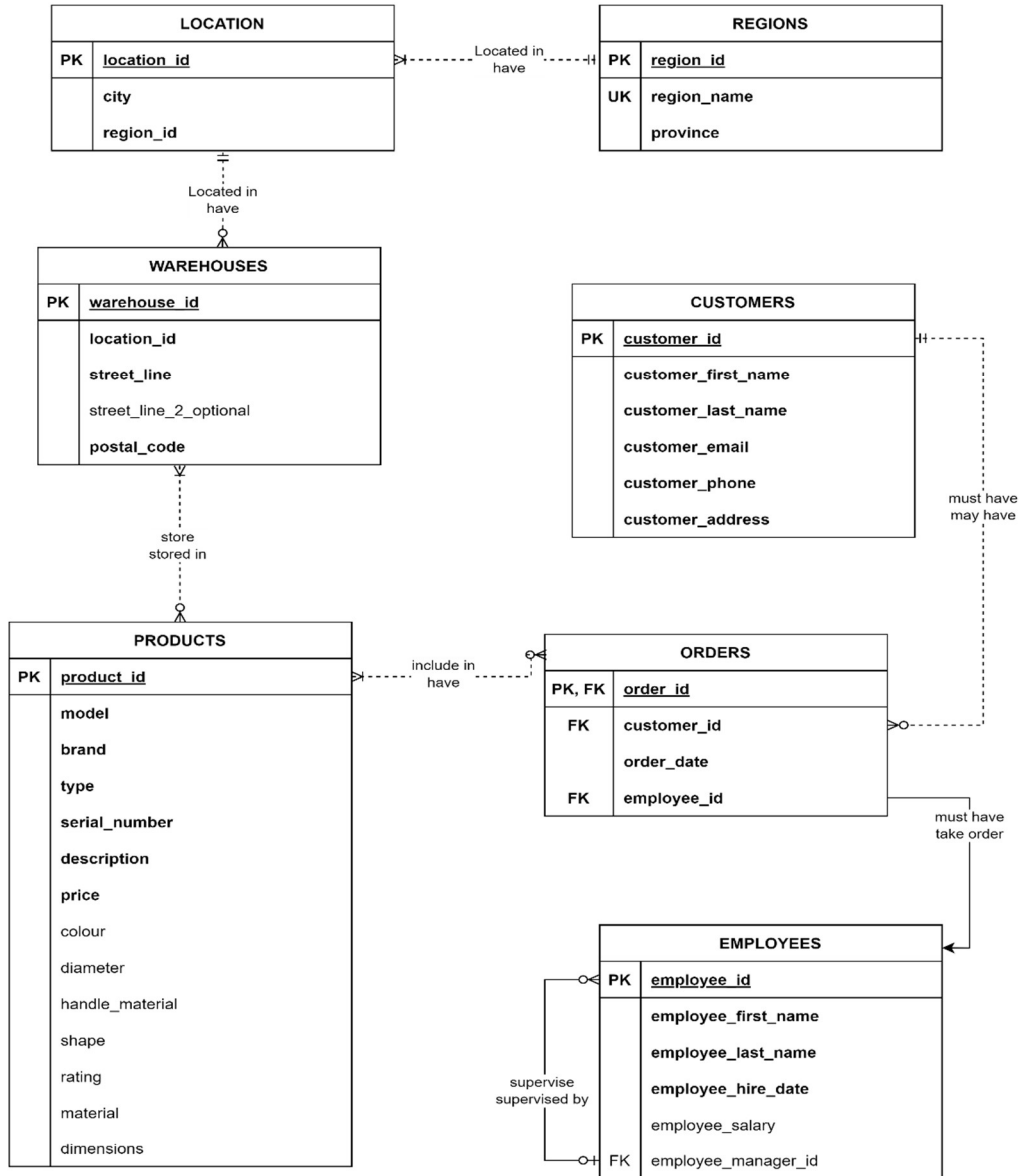 LOCATION
PK location_id
city
region_id
Located in
have
REGIONS
PK region_id
UK region_name
province
Located in
have
WAREHOUSES
PK warehouse_id
location_id
street_line
street_line_2_optional
postal_code
CUSTOMERS
PK customer_id
customer_first_name
customer_last_name
customer_email
customer_phone
customer_address
must have
may have
store
stored in
PRODUCTS
PK product_id
model
brand
type
serial_number
description
price
colour
diameter
handle_material
shape
rating
material
dimensions
include in
have
ORDERS
PK, FK order_id
FK customer_id
order_date
FK employee_id
must have
take order
EMPLOYEES
PK employee_id
employee_first_name
employee_last_name
employee_hire_date
employee_salary
FK employee_manager_id
supervise
supervised by